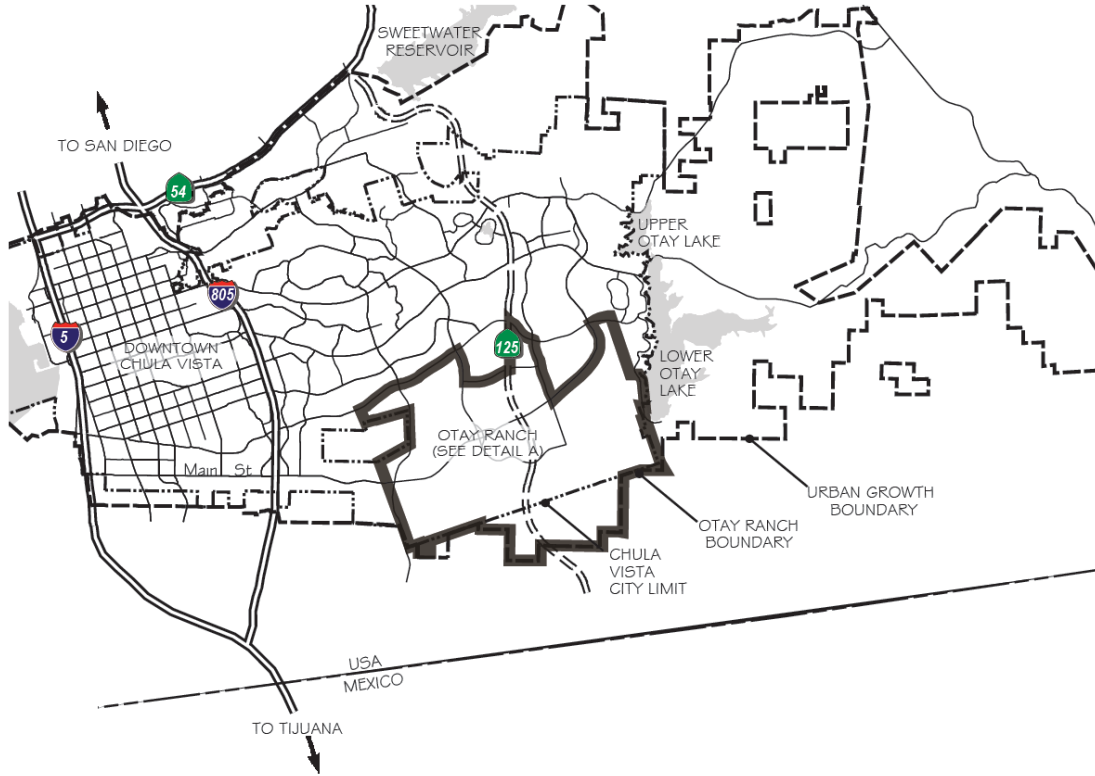 SWEETWATER
RESERVOIR
TO SAN DIEGO
54
UPPER
OTAY LAKE
805
5
DOWNTOWN
CHULA VISTA
125
LOWER
OTAY
LAKE
OTAY RANCH
(SEE DETAIL A)
Main St
URBAN GROWTH
BOUNDARY
OTAY RANCH
BOUNDARY
CHULA
VISTA
CITY LIMIT
USA
MEXICO
TO TIJUANA